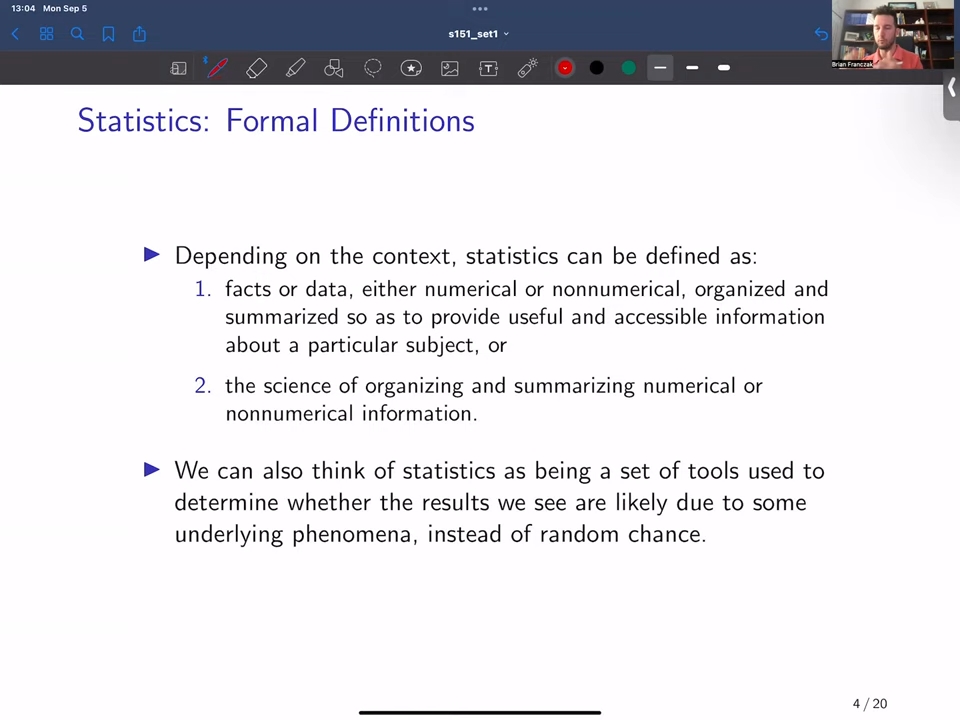 13:04 Mon Sep 5
s151_set1
Brian Franczak
Statistics: Formal Definitions
▶ Depending on the context, statistics can be defined as:
1. facts or data, either numerical or nonnumerical, organized and
summarized so as to provide useful and accessible information
about a particular subject, or
2. the science of organizing and summarizing numerical or
nonnumerical information.
▶ We can also think of statistics as being a set of tools used to
determine whether the results we see are likely due to some
underlying phenomena, instead of random chance.
4 / 20